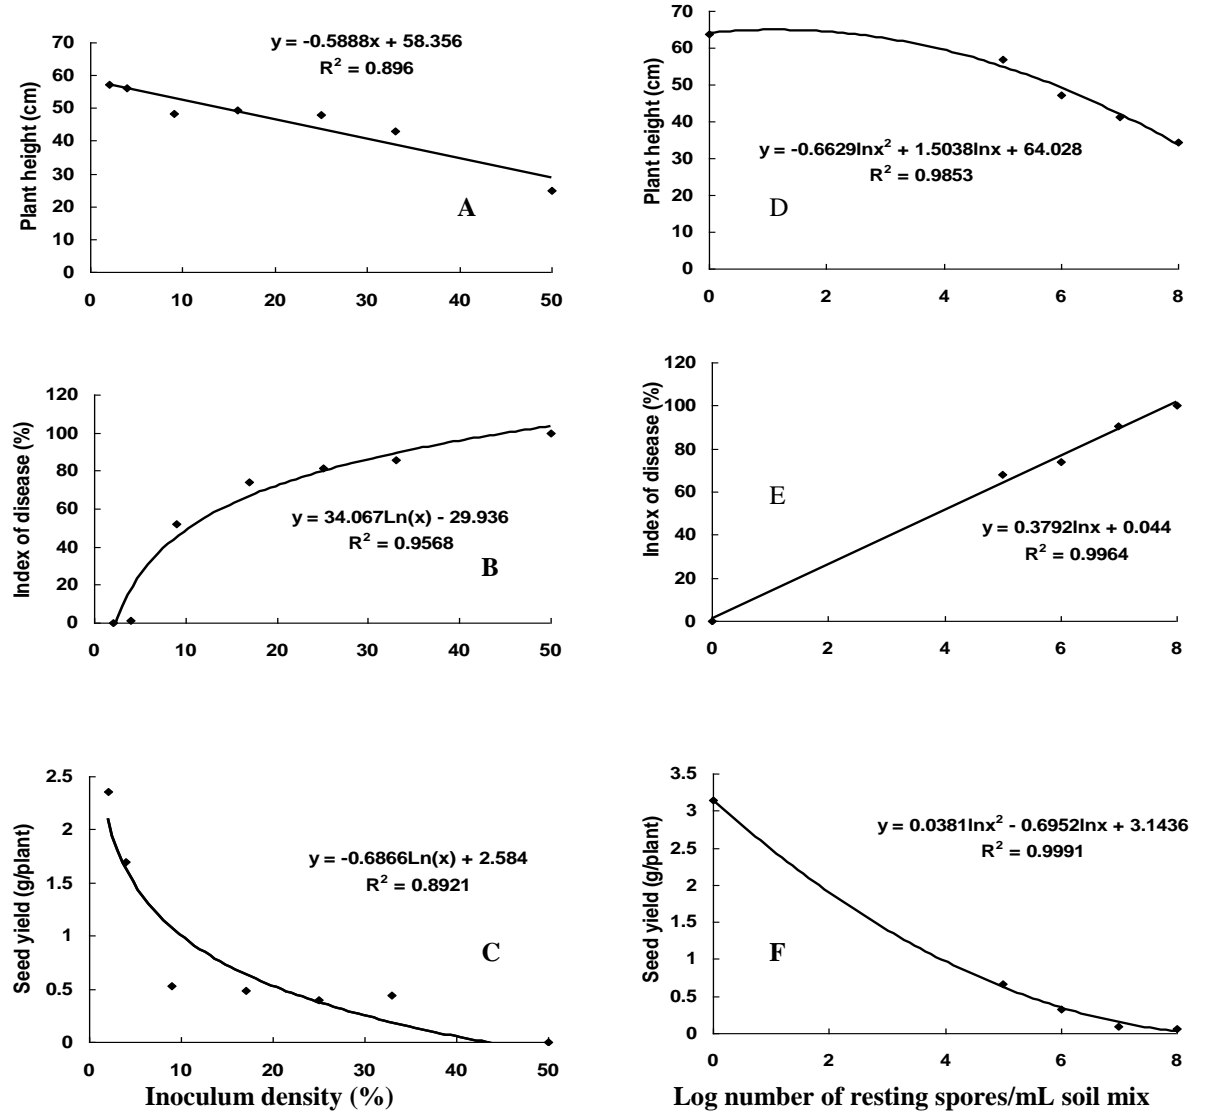 y = -0.5888x + 58.356
R² = 0.896
Plant height (cm)
70
60
50
40
30
20
10
0
0 10 20 30 40 50
A
70
60
50
40
30
20
10
0
Plant height (cm)
y = -0.6629lnx² + 1.5038lnx + 64.028
R² = 0.9853
D
0 2 4 6 8
Index of disease (%)
120
100
80
60
40
20
0
y = 34.067Ln(x) - 29.936
R² = 0.9568
B
0 10 20 30 40 50
Index of disease (%)
120
100
80
60
40
20
0
E
y = 0.3792lnx + 0.044
R² = 0.9964
0 2 4 6 8
Seed yield (g/plant)
2.5
2
1.5
1
0.5
0
y = -0.6866Ln(x) + 2.584
R² = 0.8921
C
0 10 20 30 40 50
Inoculum density (%)
Seed yield (g/plant)
3.5
3
2.5
2
1.5
1
0.5
0
y = 0.0381lnx² - 0.6952lnx + 3.1436
R² = 0.9991
F
0 2 4 6 8
Log number of resting spores/mL soil mix